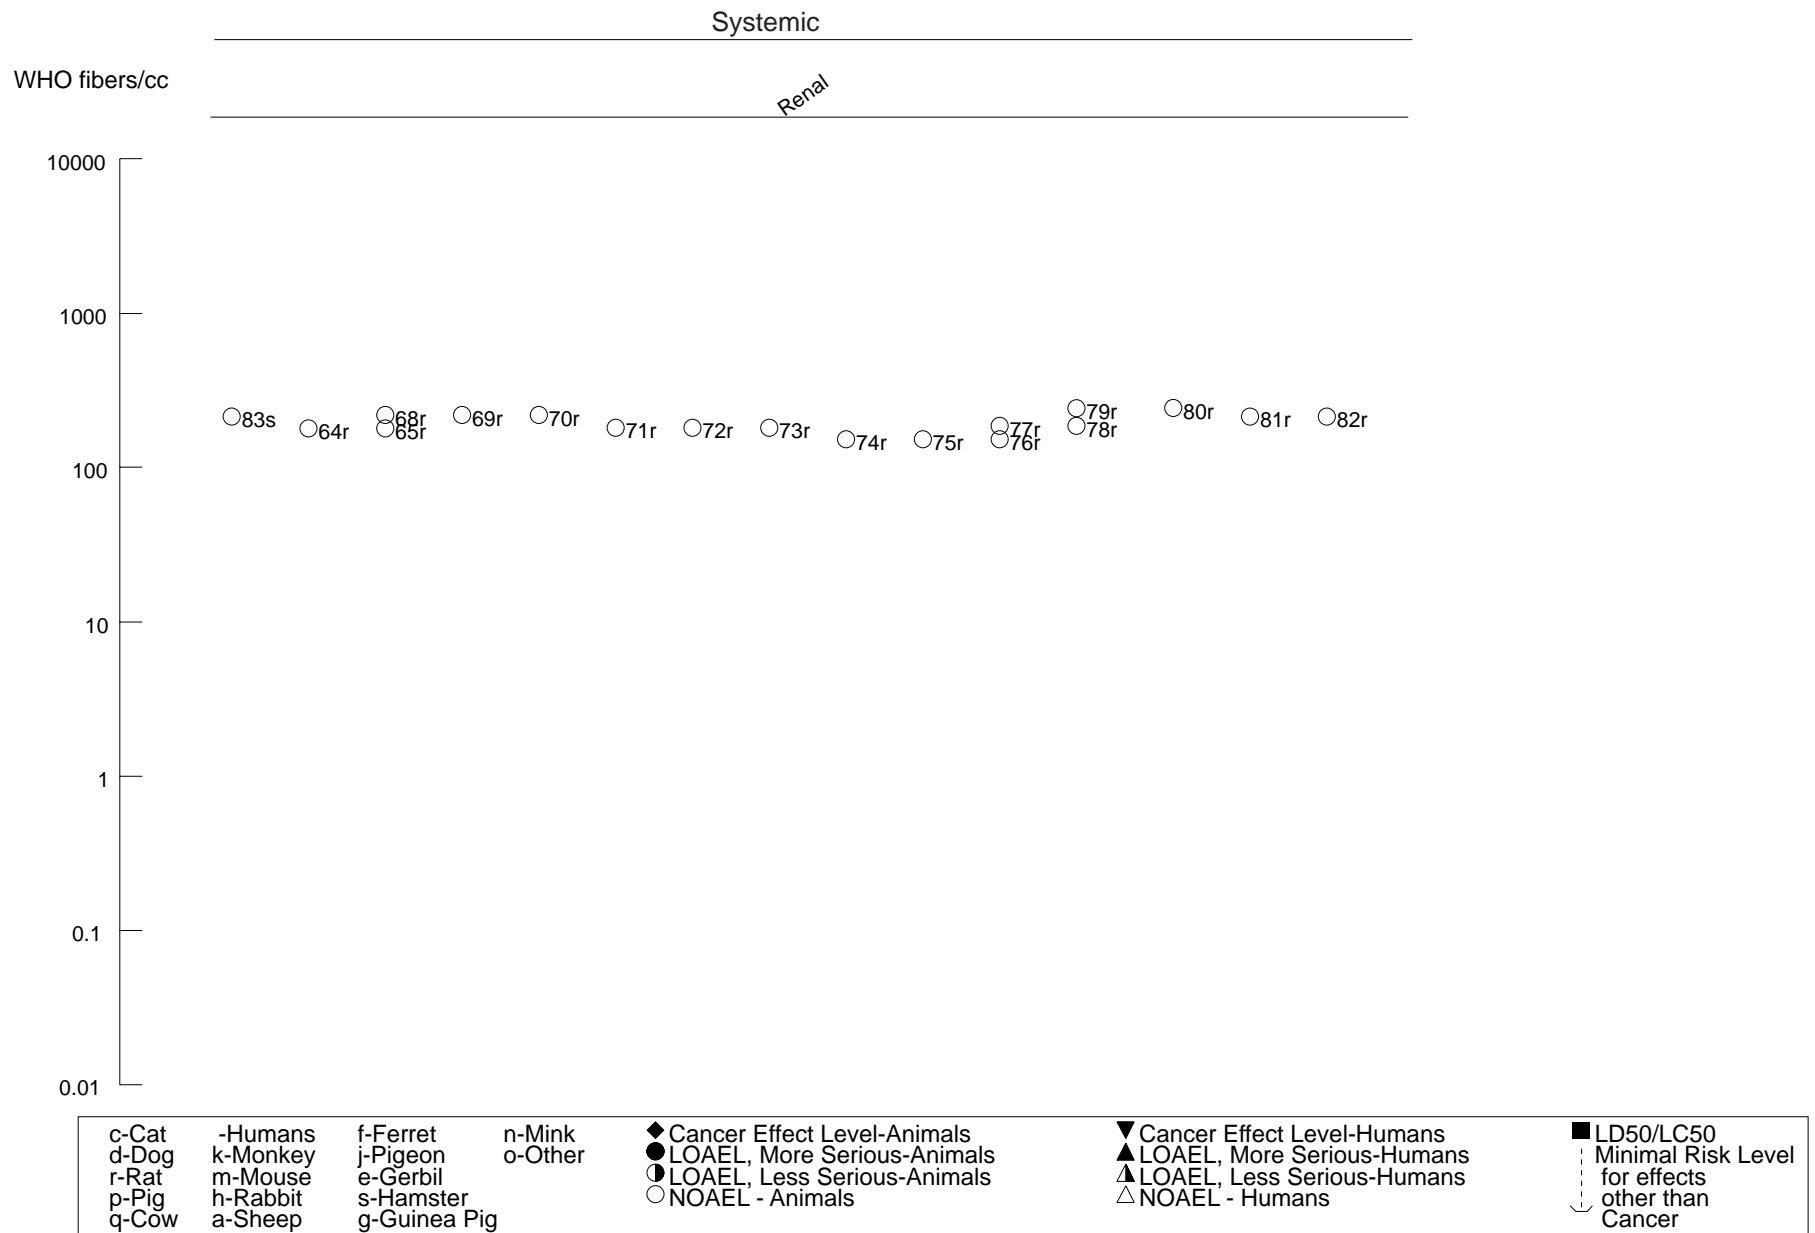 Systemic
WHO fibers/cc
Renal
10000
1000
83s 64r 68r 65r 69r 70r 71r 72r 73r 74r 75r 77r 76r 79r 78r 80r 81r 82r
100
10
1
0.1
0.01
c-Cat -Humans f-Ferret n-Mink ◆ Cancer Effect Level-Animals ▼ Cancer Effect Level-Humans ■ LD50/LC50
d-Dog k-Monkey j-Pigeon o-Other ● LOAEL, More Serious-Animals ▲ LOAEL, More Serious-Humans Minimal Risk Level
r-Rat m-Mouse e-Gerbil ◑ LOAEL, Less Serious-Animals ◮ LOAEL, Less Serious-Humans for effects
p-Pig h-Rabbit s-Hamster ○ NOAEL - Animals △ NOAEL - Humans other than
q-Cow a-Sheep g-Guinea Pig Cancer